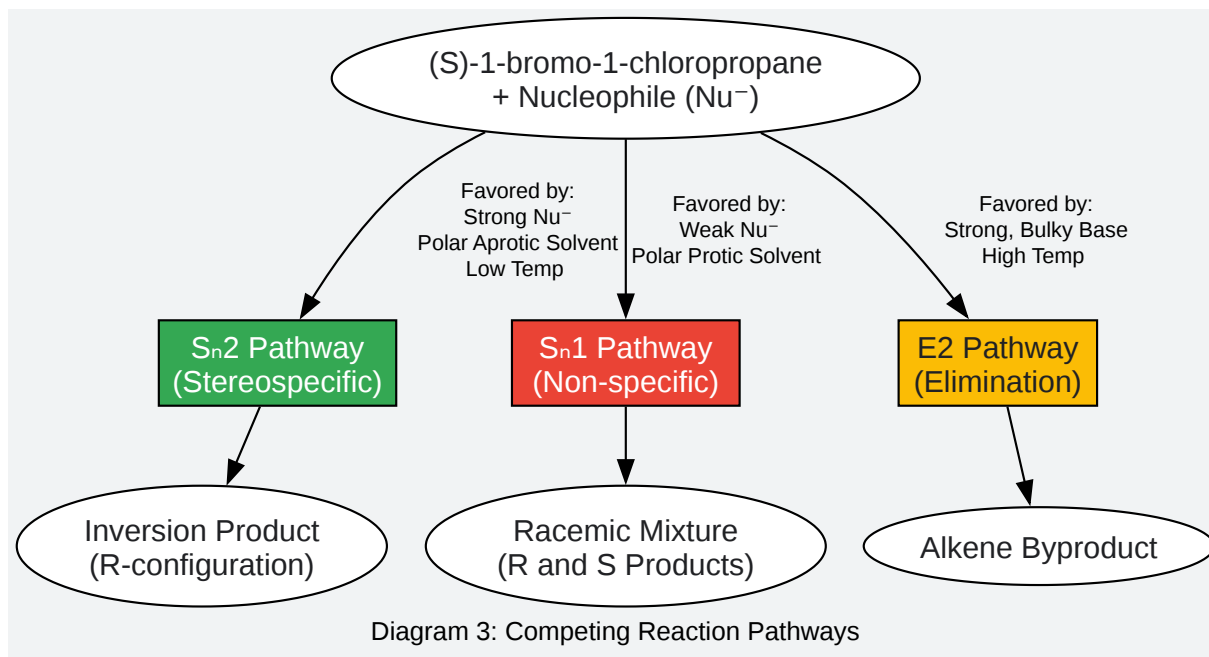 (S)-1-bromo-1-chloropropane
+ Nucleophile (Nu⁻)
Favored by:
Strong Nu⁻
Polar Aprotic Solvent
Low Temp
Favored by:
Weak Nu⁻
Polar Protic Solvent
Favored by:
Strong, Bulky Base
High Temp
Sₙ2 Pathway
(Stereospecific)
Sₙ1 Pathway
(Non-specific)
E2 Pathway
(Elimination)
Inversion Product
(R-configuration)
Racemic Mixture
(R and S Products)
Alkene Byproduct
Diagram 3: Competing Reaction Pathways